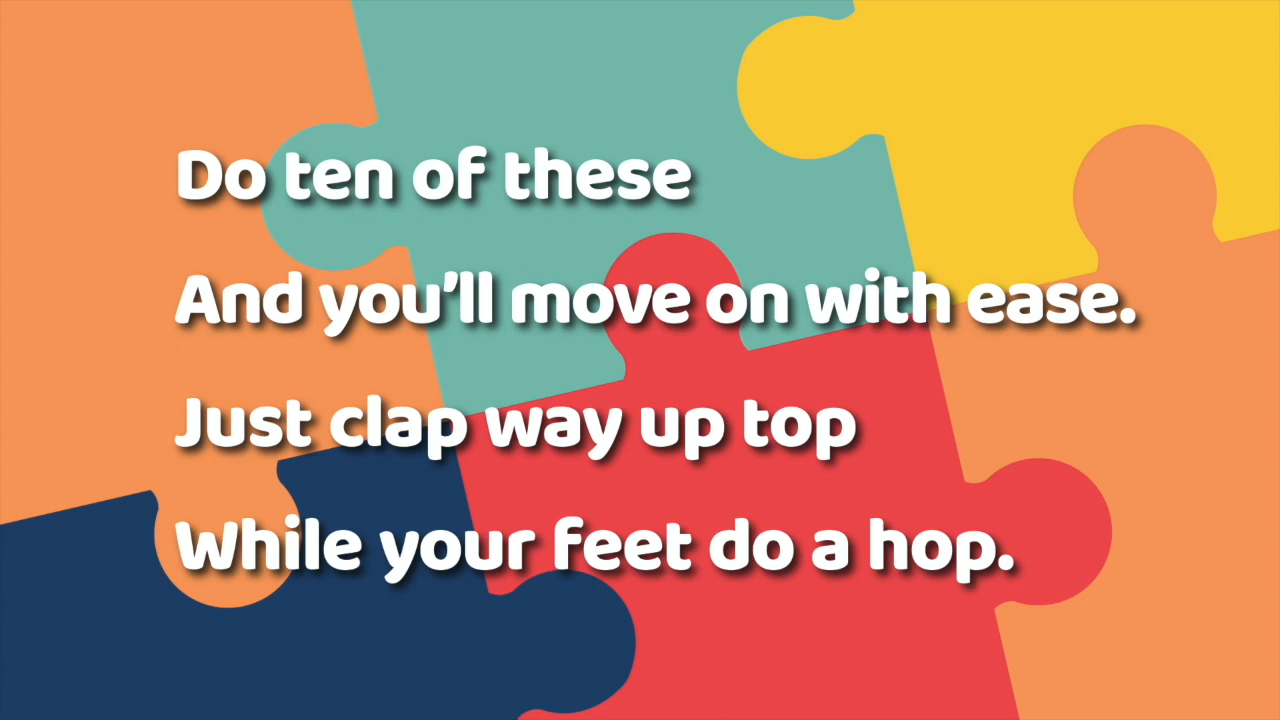 Do ten of these
And you’ll move on with ease.
Just clap way up top
While your feet do a hop.